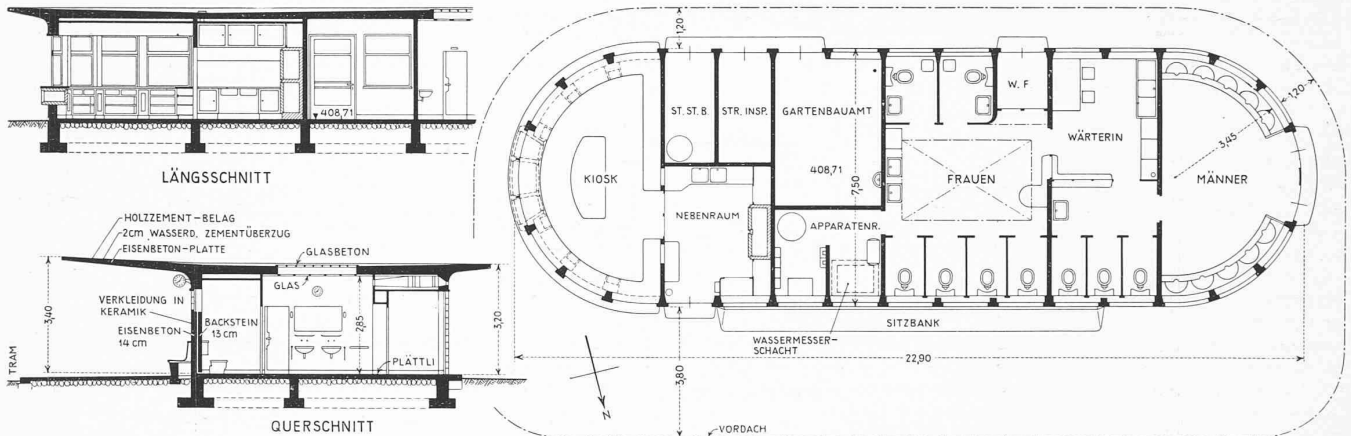 408,71
LÄNGSSCHNITT
HOLZZEMENT-BELAG
2cm WASSERD. ZEMENTÜBERZUG
EISENBETON-PLATTE
GLASBETON
GLAS
3,40
VERKLEIDUNG IN
KERAMIK
EISENBETON
14 cm
BACKSTEIN
13 cm
2,85
3,20
PLÄTTLI
TRAM
QUERSCHNITT
1,20
ST. ST. B.
STR. INSP.
GARTENBAUAMT
408,71
7,50
W. F
WÄRTERIN
1,20
3,45
KIOSK
NEBENRAUM
FRAUEN
MÄNNER
APPARATENR.
SITZBANK
WASSERMESSER-
SCHACHT
22,90
3,80
N
VORDACH